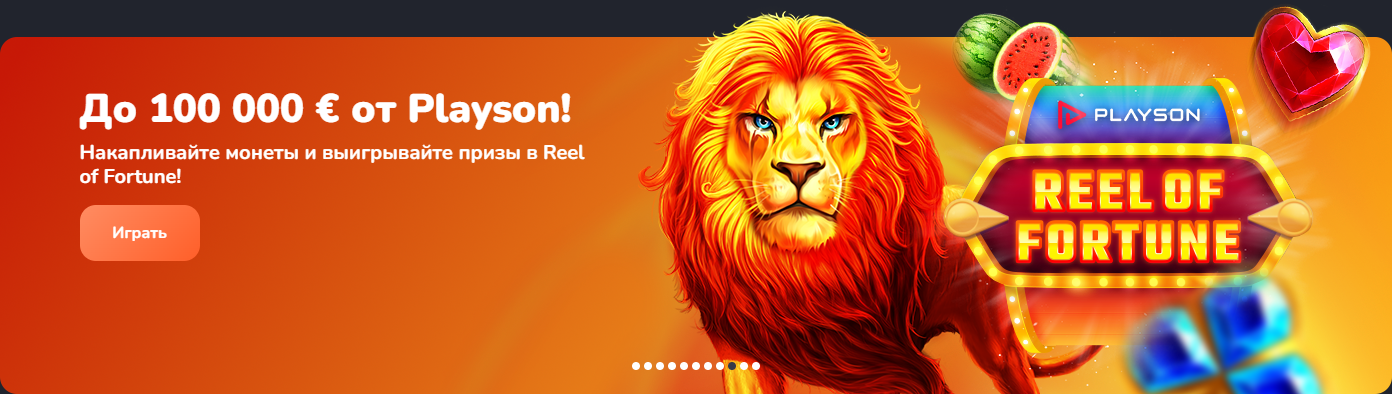 До 100 000 € от Playson!
Накапливайте монеты и выигрывайте призы в Reel
of Fortune!
Играть
PLAYSON
REEL OF
FORTUNE